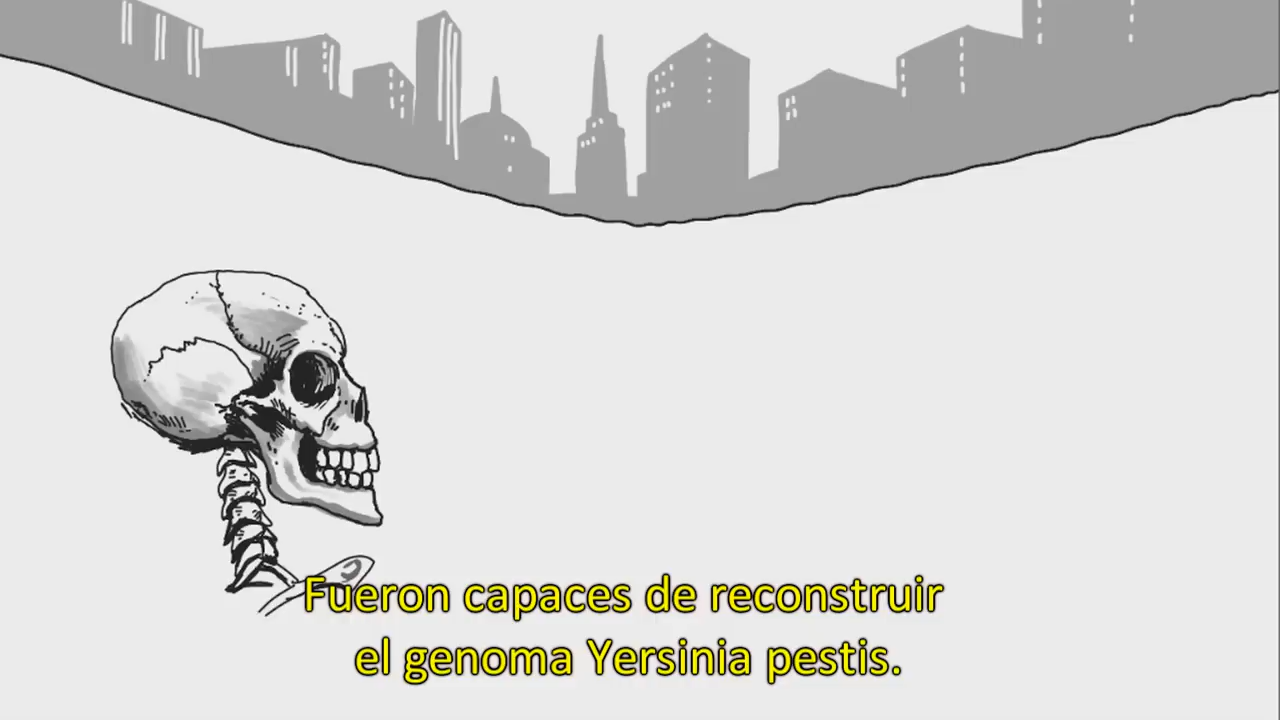 Fueron capaces de reconstruir
el genoma Yersinia pestis.